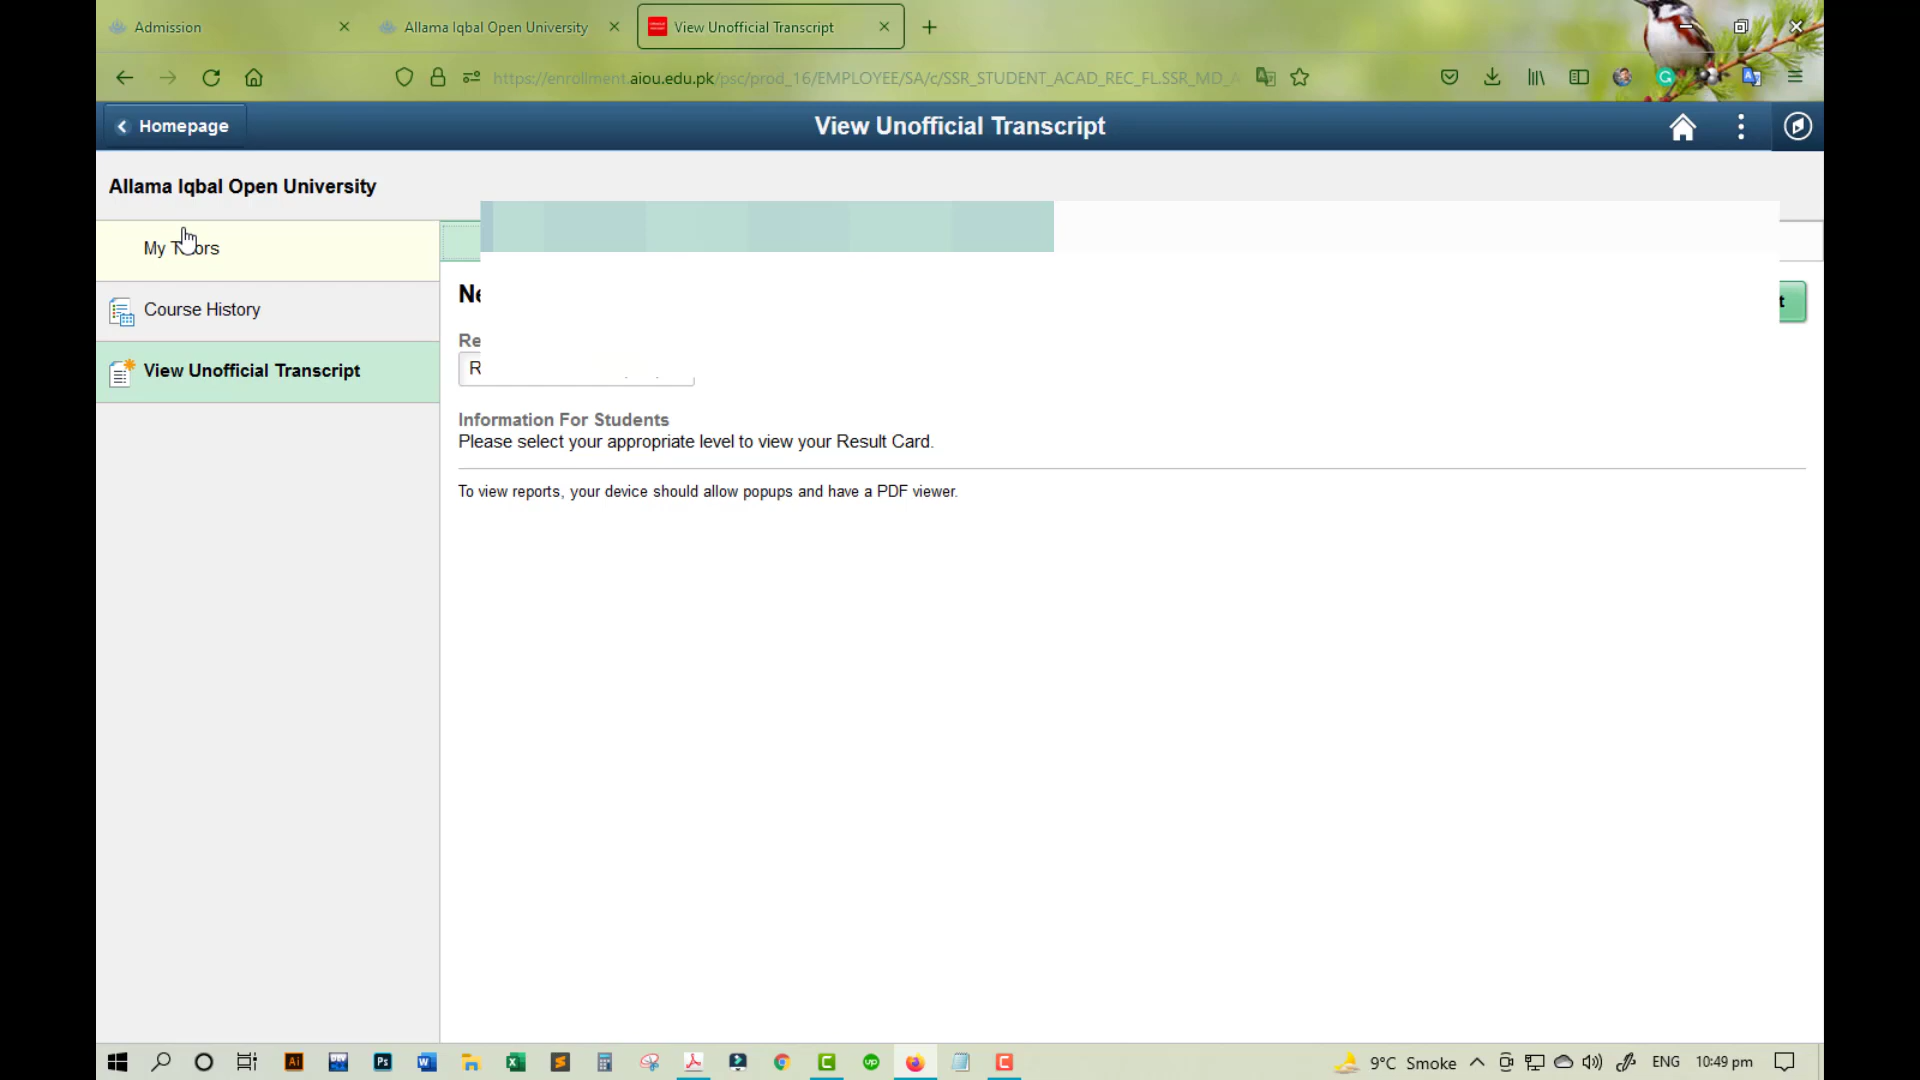 Admission
Allama Iqbal Open University
View Unofficial Transcript
https://enrollment.aiou.edu.pk/psc/prod_16/EMPLOYEE/SA/c/SSR_STUDENT_ACAD_REC_FL.SSR_MD_A
Homepage
View Unofficial Transcript
Allama Iqbal Open University
My
Course History
View Unofficial Transcript
Information For Students
Please select your appropriate level to view your Result Card.
To view reports, your device should allow popups and have a PDF viewer.
9°C Smoke
ENG
10:49 pm